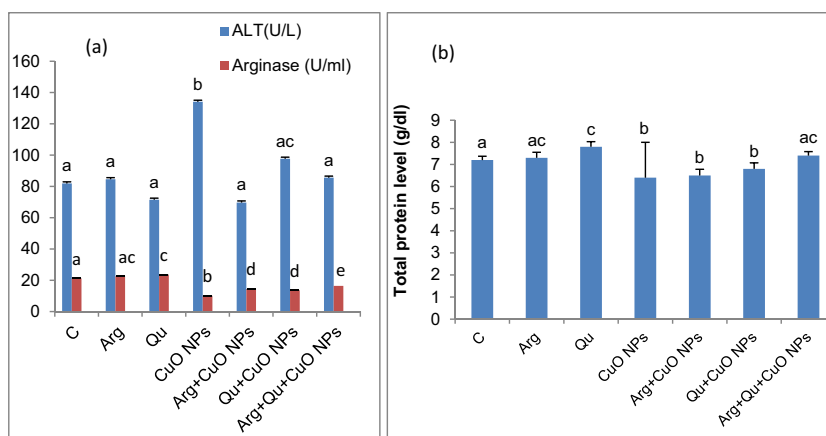 (a)
ALT(U/L)
Arginase (U/ml)
160
140
120
100
80
60
40
20
0
a a a b a ac a
a ac c b d d e
C
Arg
Qu
CuO NPs
Arg+CuO NPs
Qu+CuO NPs
Arg+Qu+CuO NPs
(b)
Total protein level (g/dl)
9
8
7
6
5
4
3
2
1
0
a ac c b b b ac
C
Arg
Qu
CuO NPs
Arg+CuO NPs
Qu+CuO NPs
Arg+Qu+CuO NPs